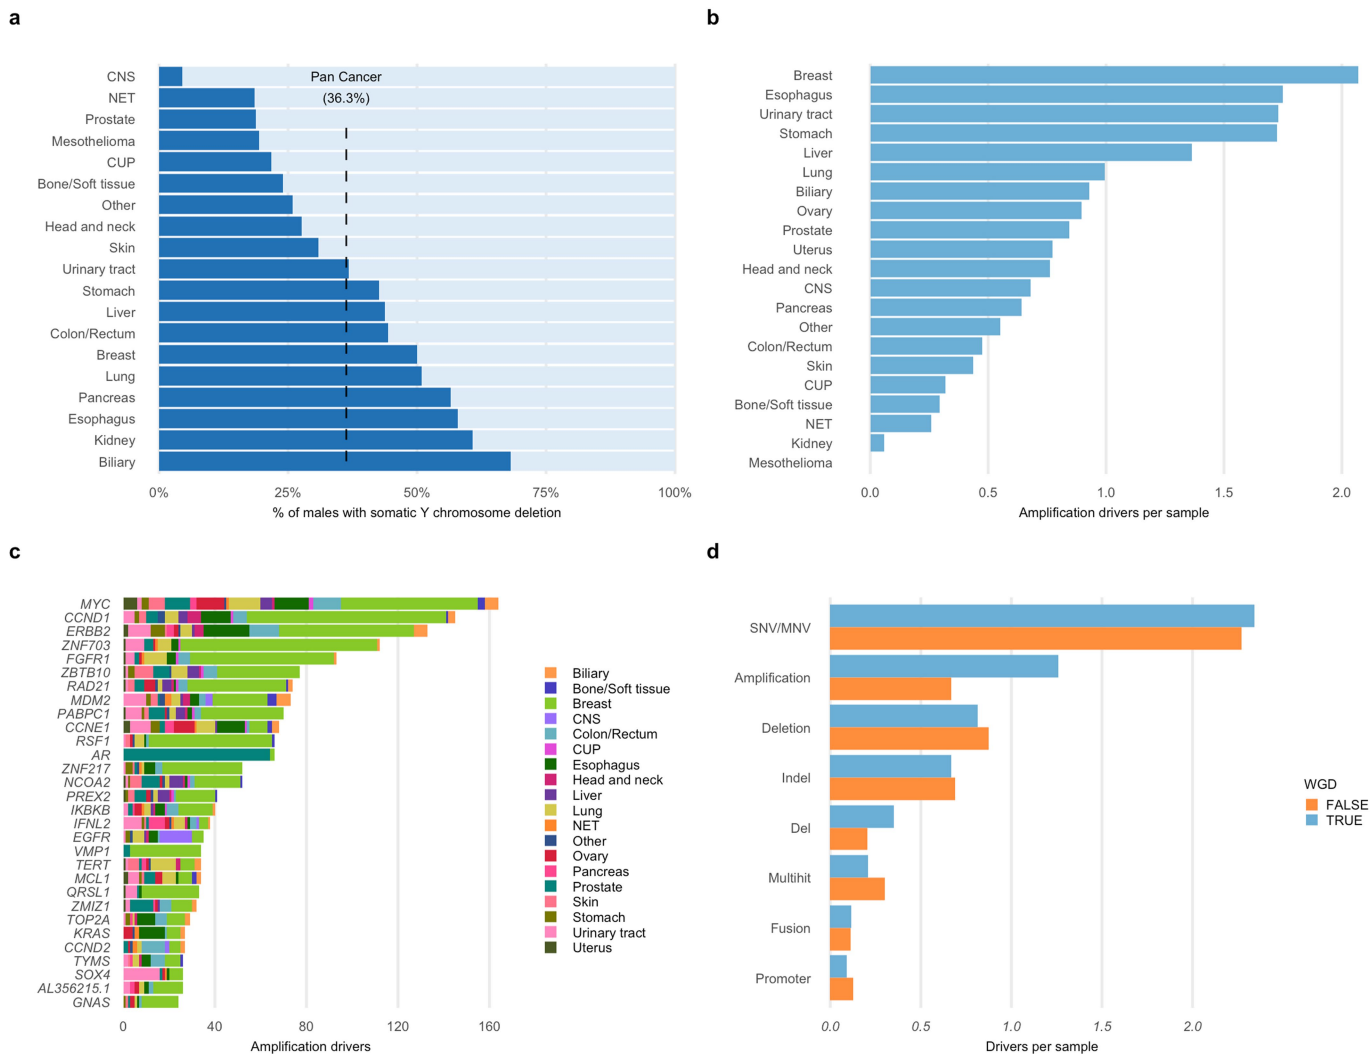 a
CNS
NET
Prostate
Mesothelioma
CUP
Bone/Soft tissue
Other
Head and neck
Skin
Urinary tract
Stomach
Liver
Colon/Rectum
Breast
Lung
Pancreas
Esophagus
Kidney
Biliary
Pan Cancer
(36.3%)
0% 25% 50% 75% 100%
% of males with somatic Y chromosome deletion
b
Breast
Esophagus
Urinary tract
Stomach
Liver
Lung
Biliary
Ovary
Prostate
Uterus
Head and neck
CNS
Pancreas
Other
Colon/Rectum
Skin
CUP
Bone/Soft tissue
NET
Kidney
Mesothelioma
0.0 0.5 1.0 1.5 2.0
Amplification drivers per sample
c
MYC
CCND1
ERBB2
ZNF703
FGFR1
ZBTB10
RAD21
MDM2
PABPC1
CCNE1
RSF1
AR
ZNF217
NCOA2
PREX2
IKBKB
IFNL2
EGFR
VMP1
TERT
MCL1
QRSL1
ZMIZ1
TOP2A
KRAS
CCND2
TYMS
SOX4
AL356215.1
GNAS
0 40 80 120 160
Amplification drivers
Biliary
Bone/Soft tissue
Breast
CNS
Colon/Rectum
CUP
Esophagus
Head and neck
Liver
Lung
NET
Other
Ovary
Pancreas
Prostate
Skin
Stomach
Urinary tract
Uterus
d
SNV/MNV
Amplification
Deletion
Indel
Del
Multihit
Fusion
Promoter
0.0 0.5 1.0 1.5 2.0
Drivers per sample
WGD
FALSE
TRUE